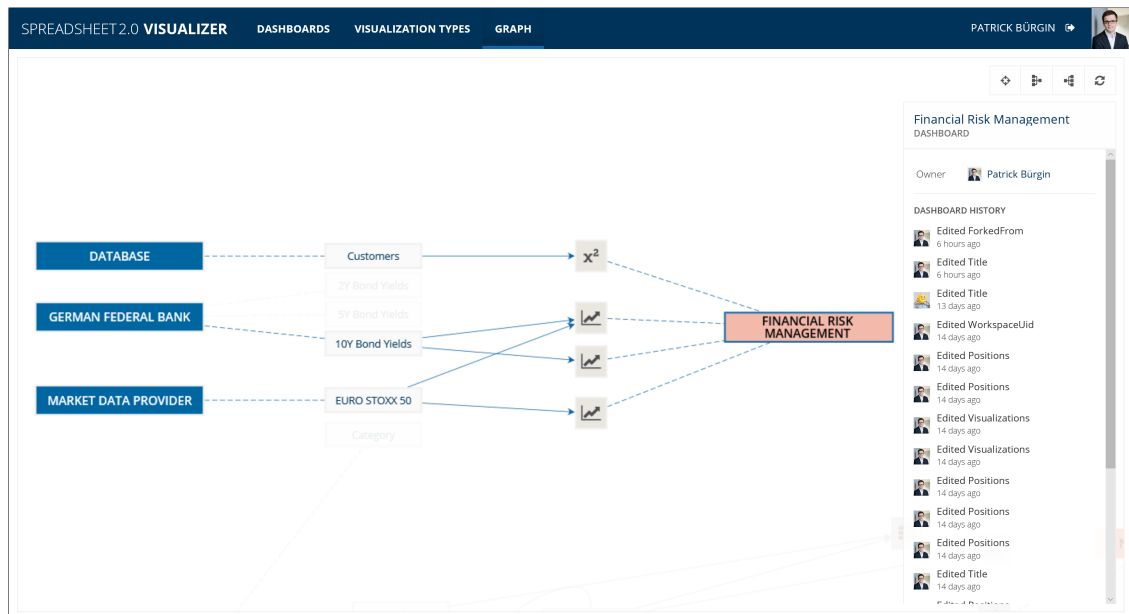 SPREADSHEET 2.0 VISUALIZER DASHBOARDS VISUALIZATION TYPES GRAPH PATRICK BÜRGIN
Financial Risk Management
DASHBOARD
Owner Patrick Bürgin
DASHBOARD HISTORY
Edited ForkedFrom
6 hours ago
Edited Title
6 hours ago
Edited Title
13 days ago
Edited WorkspaceUid
14 days ago
Edited Positions
14 days ago
Edited Positions
14 days ago
Edited Visualizations
14 days ago
Edited Visualizations
14 days ago
Edited Positions
14 days ago
Edited Positions
14 days ago
Edited Positions
14 days ago
Edited Title
14 days ago
Edited Positions
DATABASE
GERMAN FEDERAL BANK
MARKET DATA PROVIDER
Customers
2Y Bond Yields
5Y Bond Yields
10Y Bond Yields
EURO STOXX 50
Category
x²
FINANCIAL RISK
MANAGEMENT